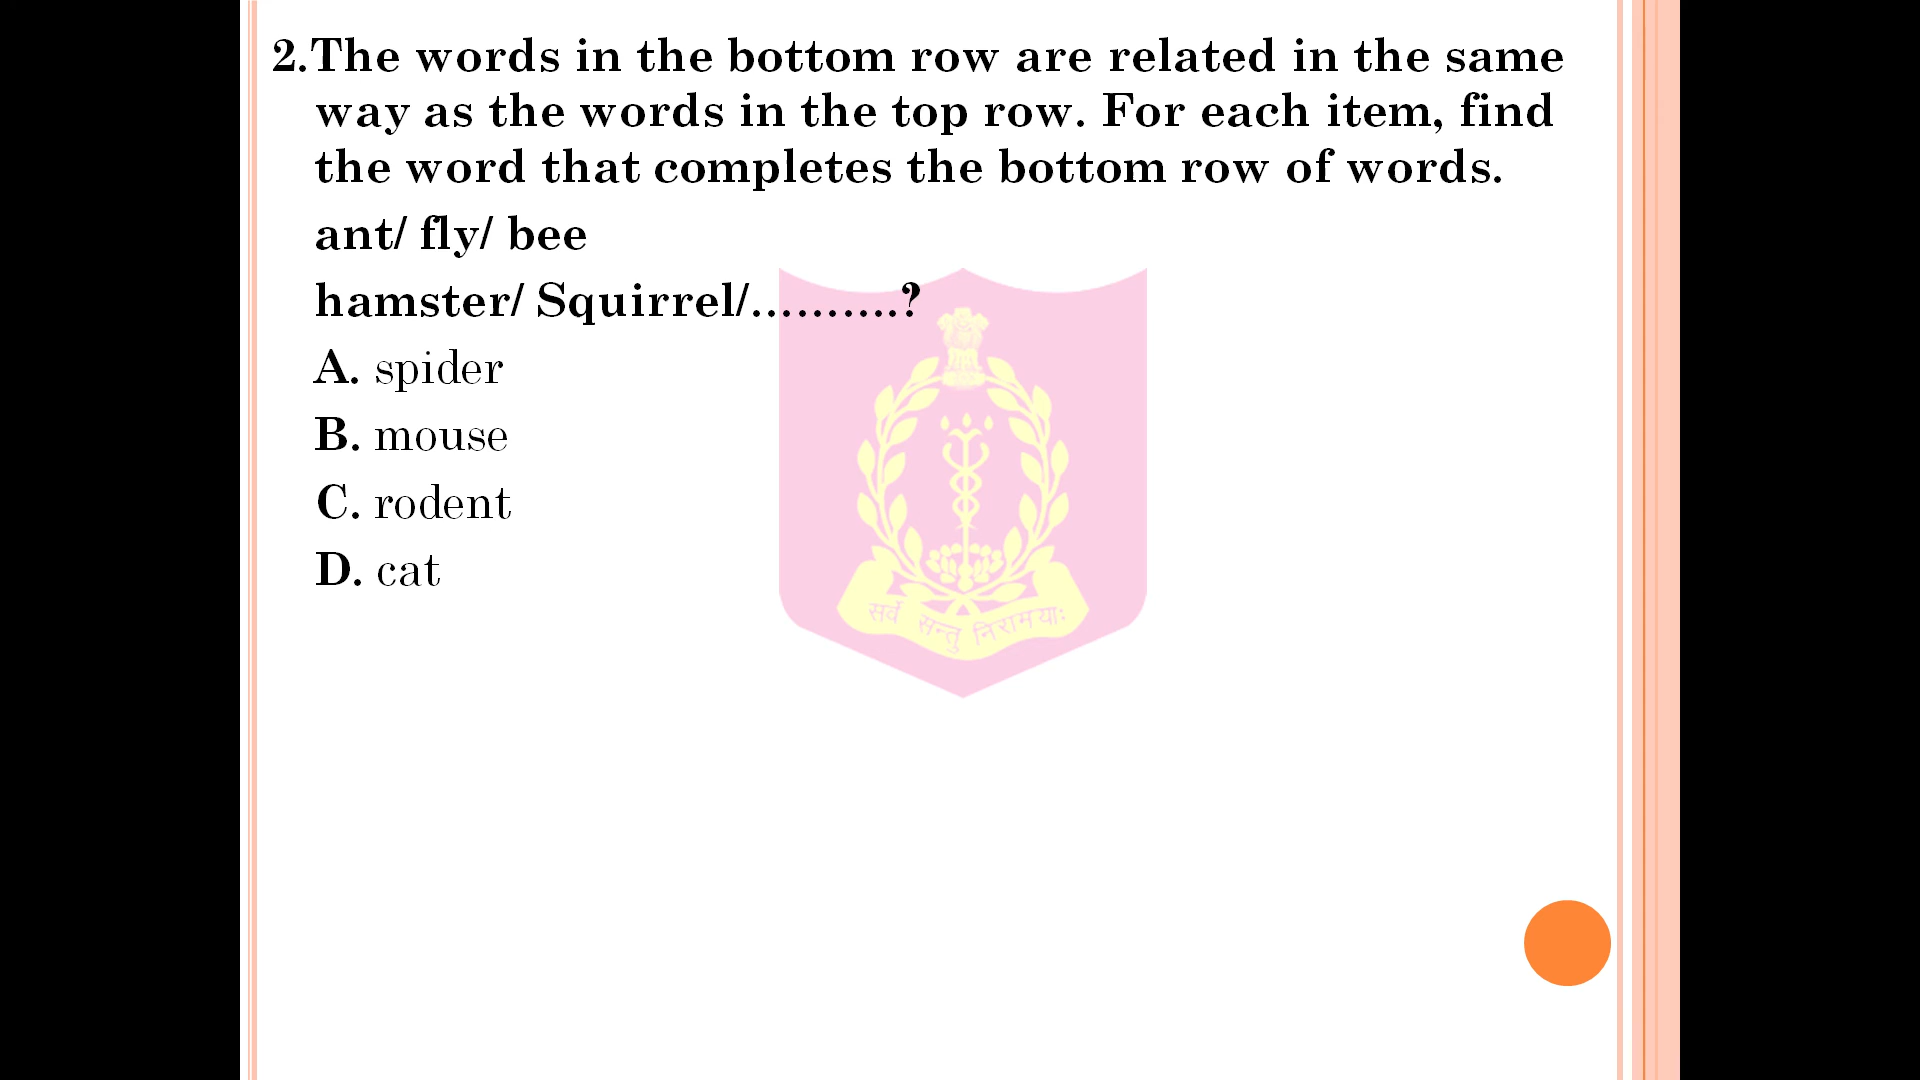 2.The words in the bottom row are related in the same
way as the words in the top row. For each item, find
the word that completes the bottom row of words.
ant/ fly/ bee
hamster/ Squirrel/..........?
A. spider
B. mouse
C. rodent
D. cat
सर्वे सन्तु निरामयाः